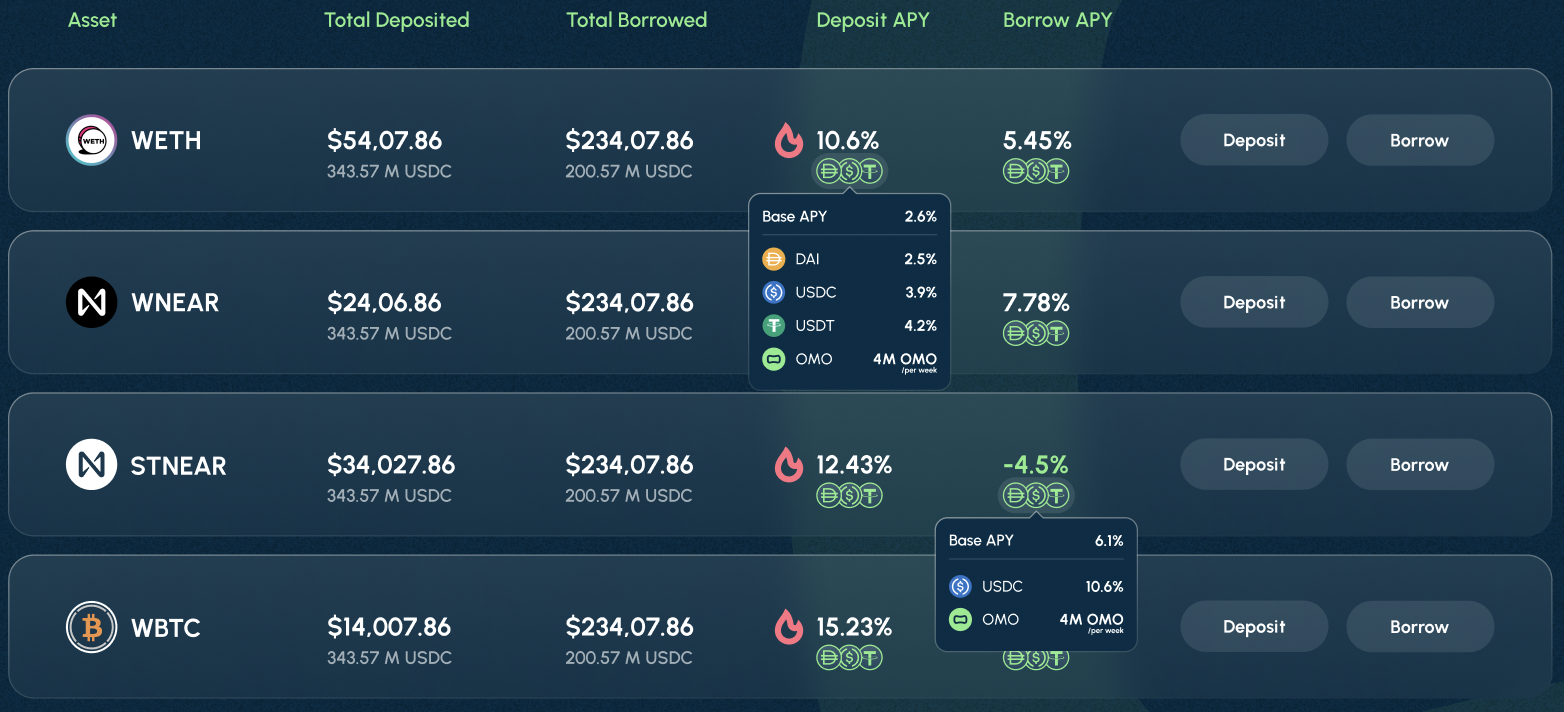 Asset Total Deposited Total Borrowed Deposit APY Borrow APY
WETH WETH $54,07.86 $234,07.86 10.6% 5.45% Deposit Borrow
343.57 M USDC 200.57 M USDC
Base APY 2.6%
DAI 2.5%
USDC 3.9%
USDT 4.2%
OMO 4M OMO
/per week
WNEAR $24,06.86 $234,07.86 7.78% Deposit Borrow
343.57 M USDC 200.57 M USDC
STNEAR $34,027.86 $234,07.86 12.43% -4.5% Deposit Borrow
343.57 M USDC 200.57 M USDC
Base APY 6.1%
USDC 10.6%
OMO 4M OMO
/per week
WBTC $14,007.86 $234,07.86 15.23% Deposit Borrow
343.57 M USDC 200.57 M USDC